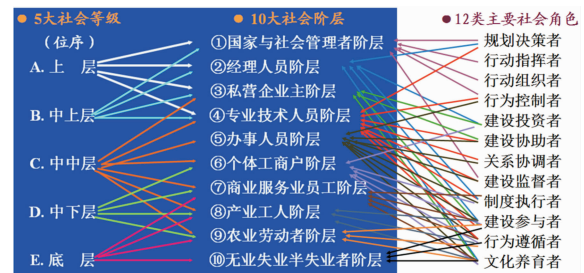 5大社会等级
10大社会阶层
12类主要社会角色
（位序）
A. 上　层
B. 中上层
C. 中中层
D. 中下层
E. 底　层
①国家与社会管理者阶层
②经理人员阶层
③私营企业主阶层
④专业技术人员阶层
⑤办事人员阶层
⑥个体工商户阶层
⑦商业服务业员工阶层
⑧产业工人阶层
⑨农业劳动者阶层
⑩无业失业半失业者阶层
规划决策者
行动指挥者
行动组织者
行为控制者
建设投资者
建设协助者
关系协调者
建设监督者
制度执行者
建设参与者
行为遵循者
文化养育者